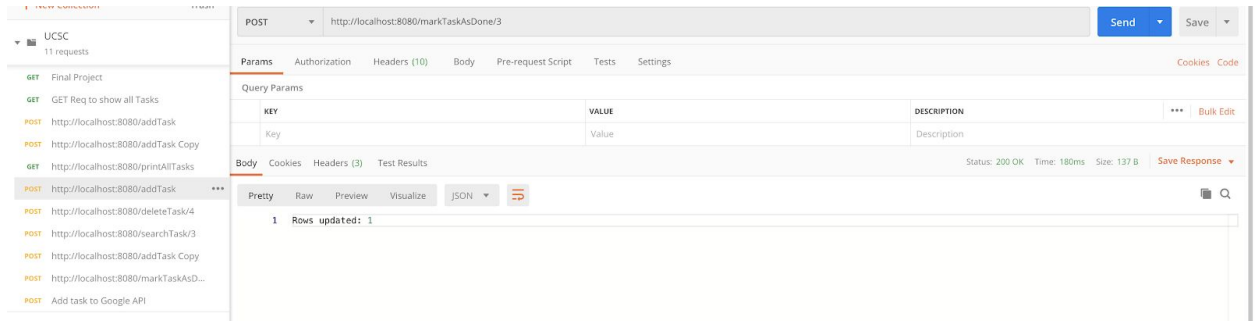 New Collection Trash
UCSC
11 requests
GET Final Project
GET GET Req to show all Tasks
POST http://localhost:8080/addTask
POST http://localhost:8080/addTask Copy
GET http://localhost:8080/printAllTasks
POST http://localhost:8080/addTask •••
POST http://localhost:8080/deleteTask/4
POST http://localhost:8080/searchTask/3
POST http://localhost:8080/addTask Copy
POST http://localhost:8080/markTaskAsD...
POST Add task to Google API
POST http://localhost:8080/markTaskAsDone/3 Send Save
Params Authorization Headers (10) Body Pre-request Script Tests Settings Cookies Code
Query Params
KEY VALUE DESCRIPTION ••• Bulk Edit
Key Value Description
Body Cookies Headers (3) Test Results Status: 200 OK Time: 180ms Size: 137 B Save Response
Pretty Raw Preview Visualize JSON
1 Rows updated: 1